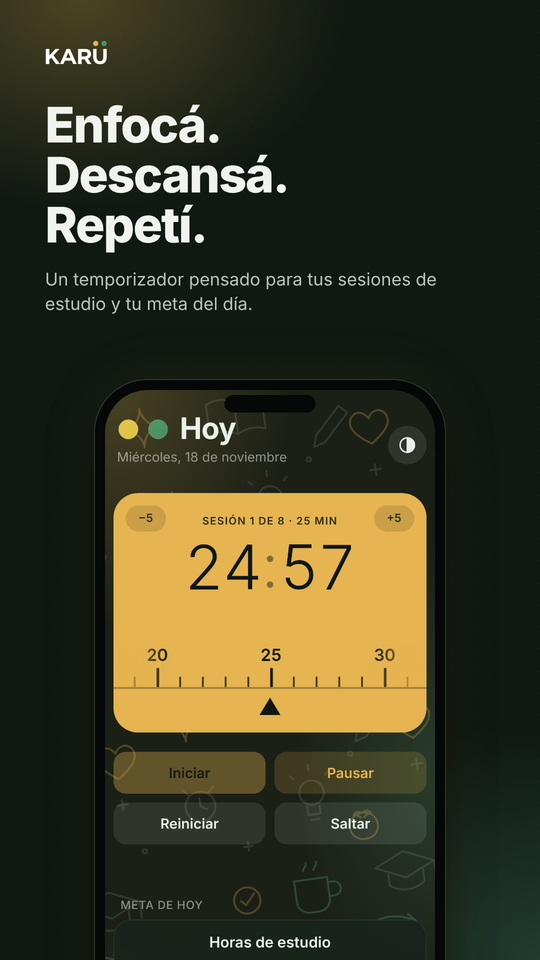 KARÜ
Enfocá.
Descansá.
Repetí.
Un temporizador pensado para tus sesiones de
estudio y tu meta del día.
Hoy
Miércoles, 18 de noviembre
−5
SESIÓN 1 DE 8 · 25 MIN
+5
24:57
20 25 30
Iniciar Pausar
Reiniciar Saltar
META DE HOY
Horas de estudio